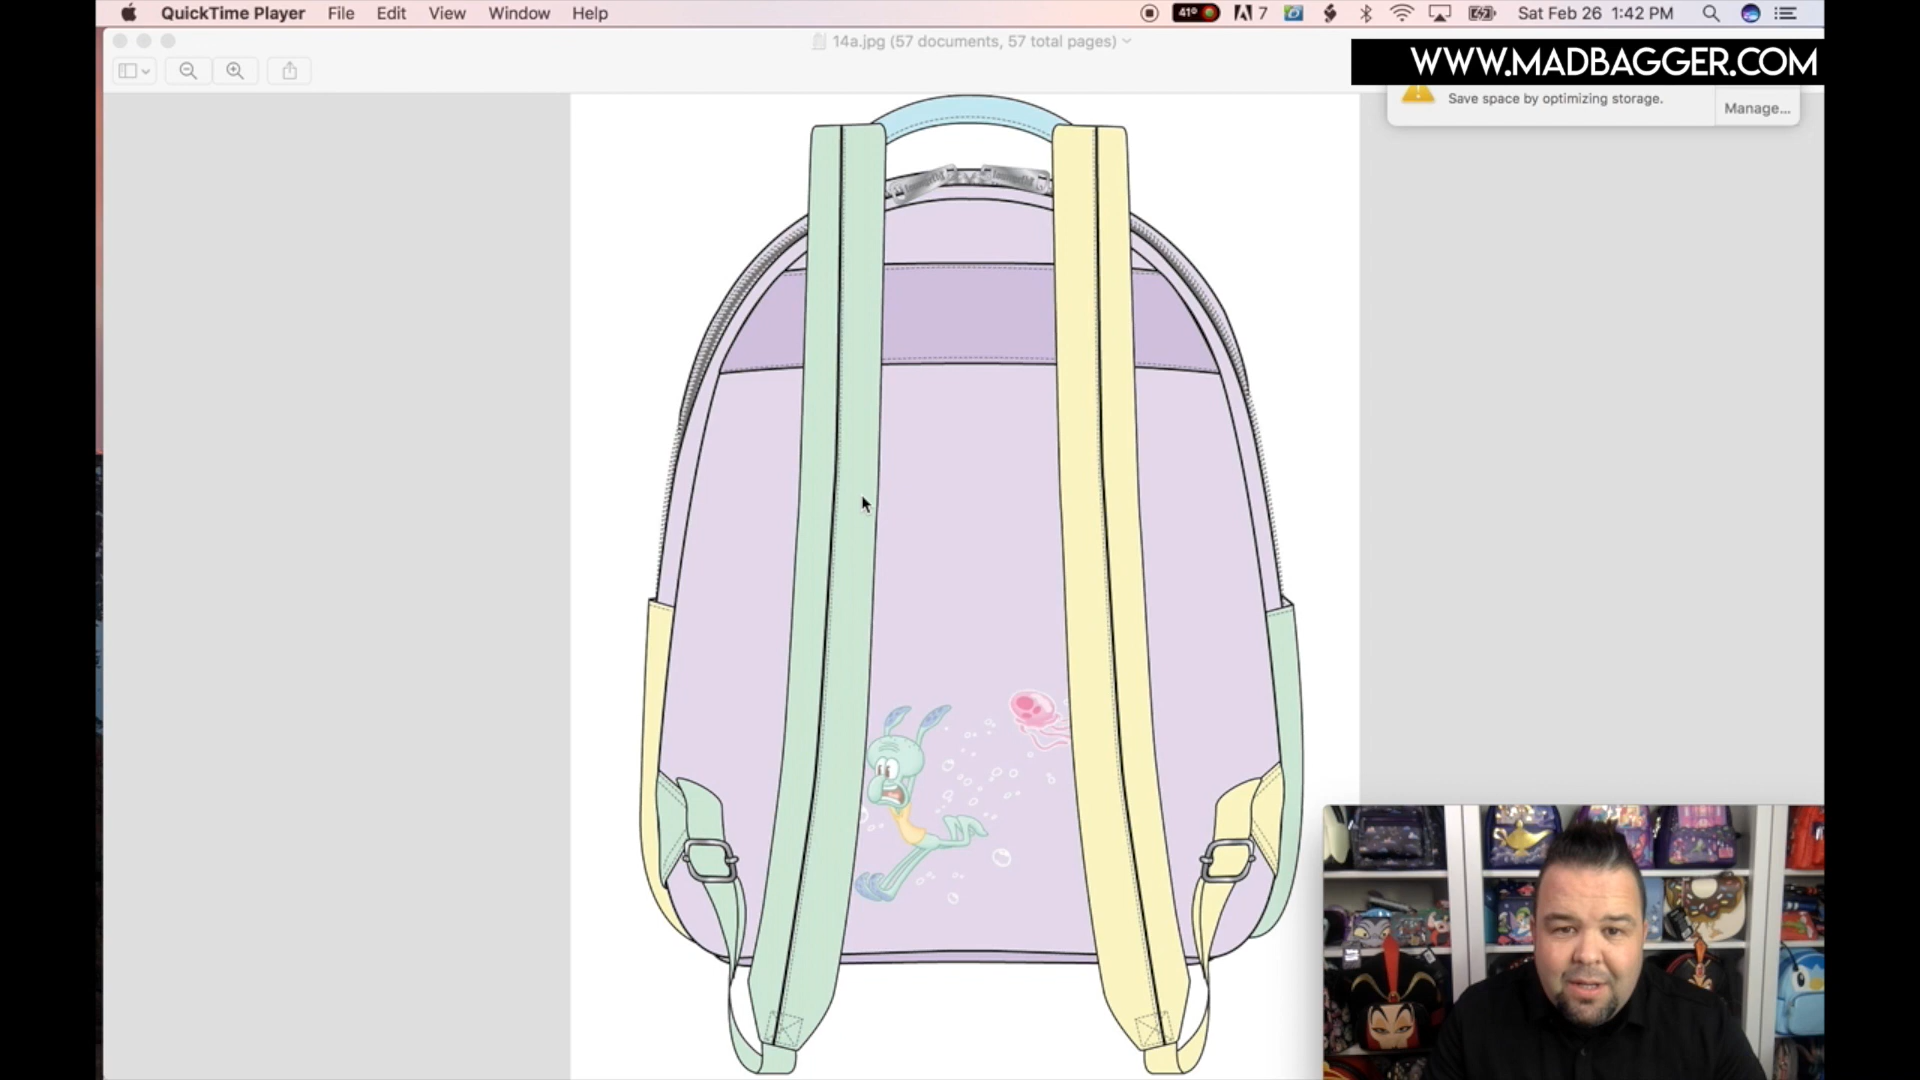 QuickTime Player File Edit View Window Help 41° 7 Sat Feb 26 1:42 PM
14a.jpg (57 documents, 57 total pages)
WWW.MADBAGGER.COM
Save space by optimizing storage.
Manage...